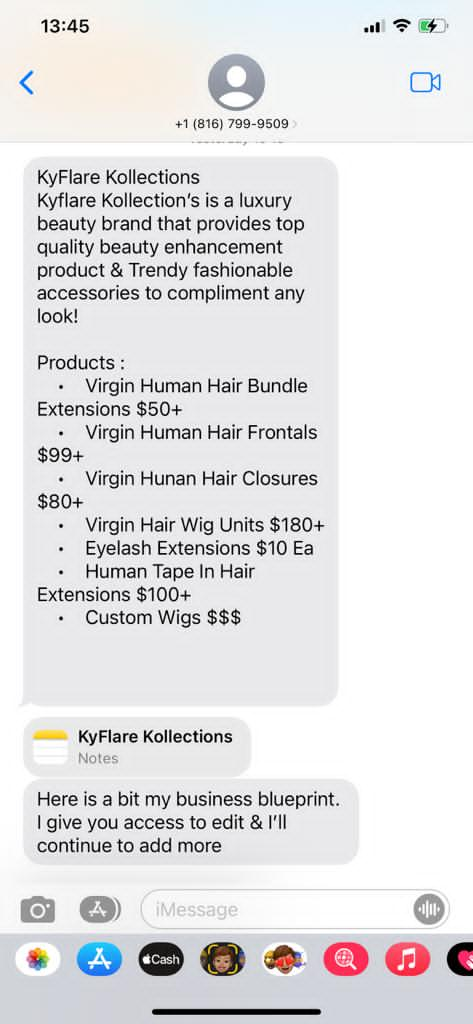 13:45
+1 (816) 799-9509
KyFlare Kollections
Kyflare Kollection's is a luxury
beauty brand that provides top
quality beauty enhancement
product & Trendy fashionable
accessories to compliment any
look!
Products :
• Virgin Human Hair Bundle
Extensions $50+
• Virgin Human Hair Frontals
$99+
• Virgin Hunan Hair Closures
$80+
• Virgin Hair Wig Units $180+
• Eyelash Extensions $10 Ea
• Human Tape In Hair
Extensions $100+
• Custom Wigs $$$
KyFlare Kollections
Notes
Here is a bit my business blueprint.
I give you access to edit & I'll
continue to add more
iMessage
Cash